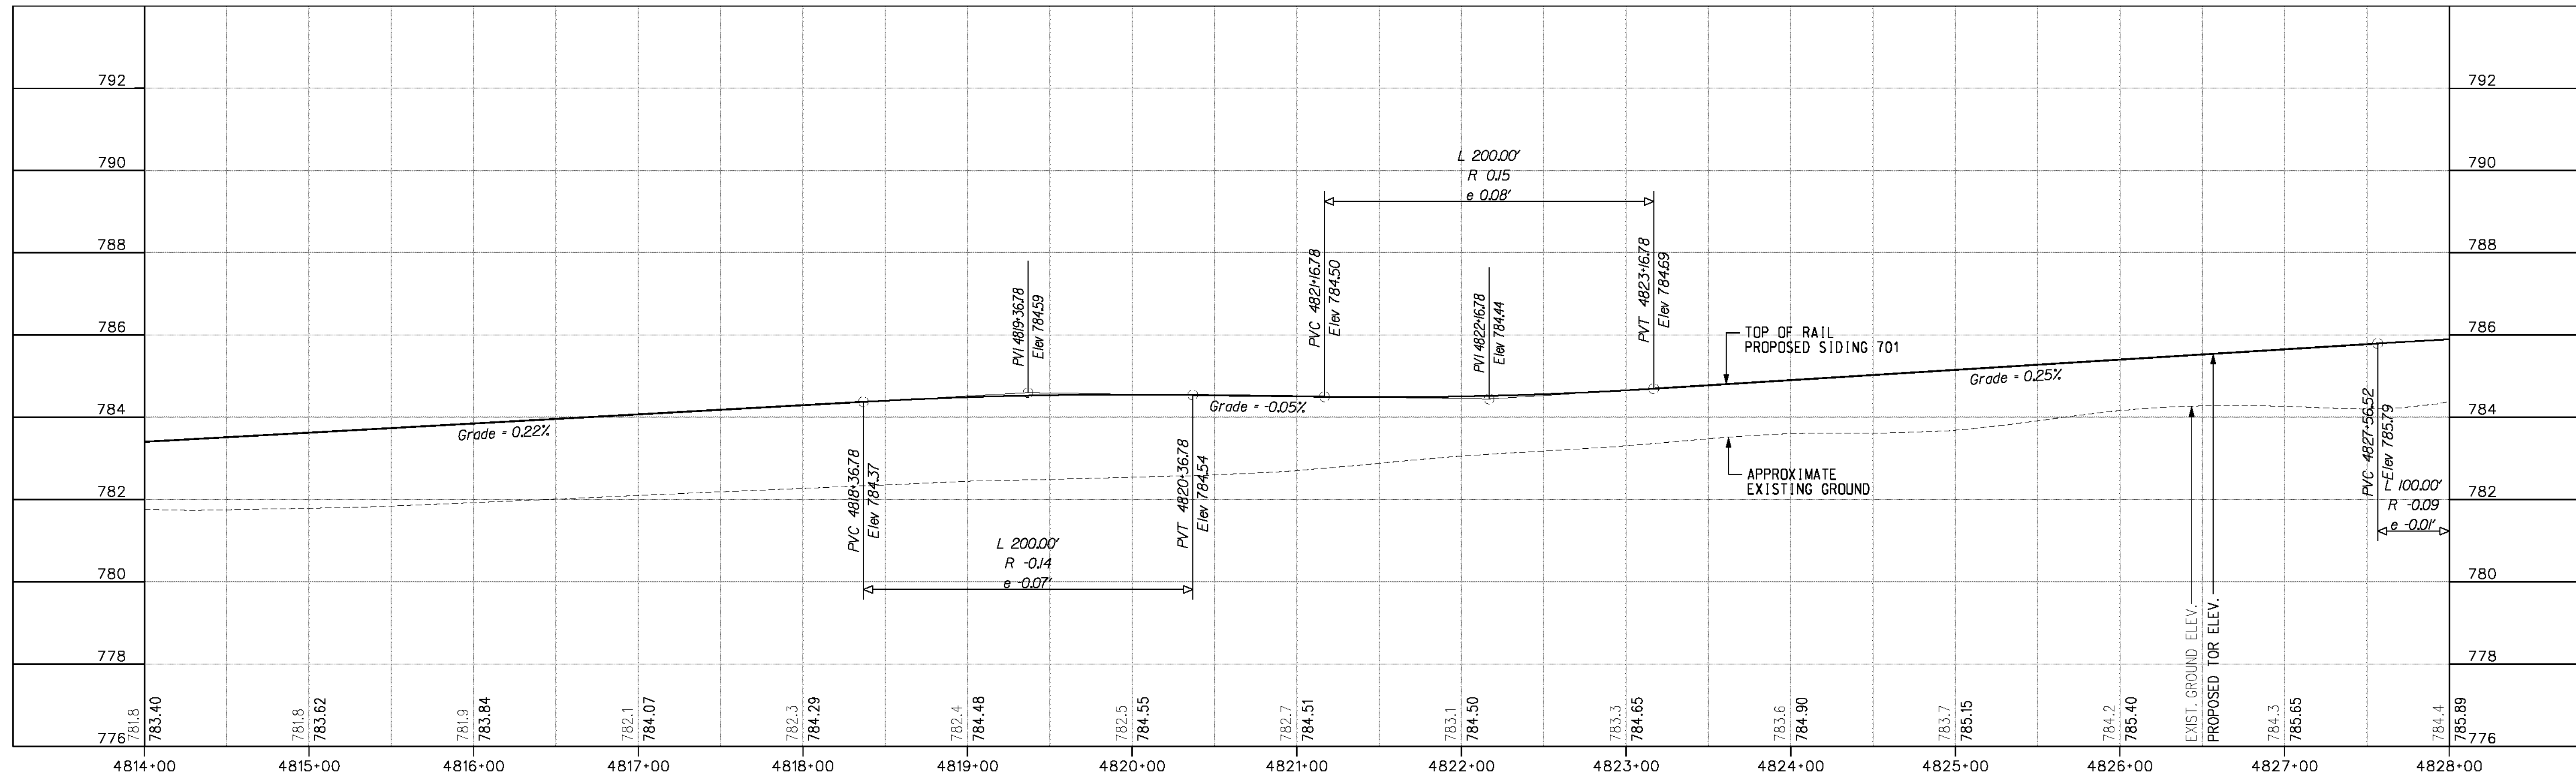 792
792
790
790
788
788
786
786
784
784
782
782
780
780
778
778
776
776
L 200.00'
R 0.15
e 0.08'
PVI 4819+36.78
Elev 784.59
PVC 4821+16.78
Elev 784.50
PVI 4822+16.78
Elev 784.44
PVT 4823+16.78
Elev 784.69
TOP OF RAIL
PROPOSED SIDING 701
Grade = 0.22%
Grade = -0.05%
Grade = 0.25%
PVC 4818+36.78
Elev 784.37
PVT 4820+36.78
Elev 784.54
L 200.00'
R -0.14
e -0.07'
APPROXIMATE
EXISTING GROUND
PVC 4827+56.52
Elev 785.79
L 100.00'
R -0.09
e -0.01'
EXIST. GROUND ELEV.
PROPOSED TOR ELEV.
781.8
783.40
781.8
783.62
781.9
783.84
782.1
784.07
782.3
784.29
782.4
784.48
782.5
784.55
782.7
784.51
783.1
784.50
783.3
784.65
783.6
784.90
783.7
785.15
784.2
785.40
784.3
785.65
784.4
785.89
4814+00
4815+00
4816+00
4817+00
4818+00
4819+00
4820+00
4821+00
4822+00
4823+00
4824+00
4825+00
4826+00
4827+00
4828+00